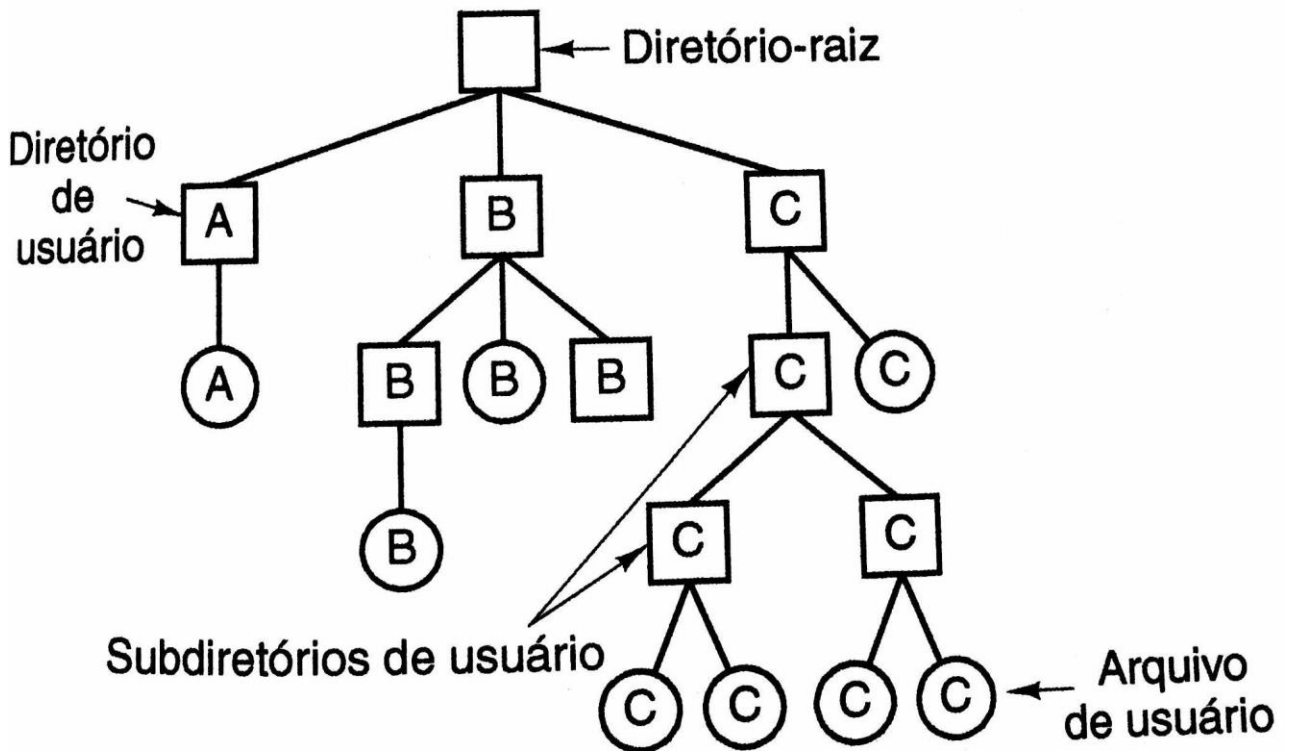 Diretório-raiz
Diretório
de
usuário
A
B
C
A
B
B
B
C
C
B
C
C
Subdiretórios de usuário
C
C
C
C
Arquivo
de usuário